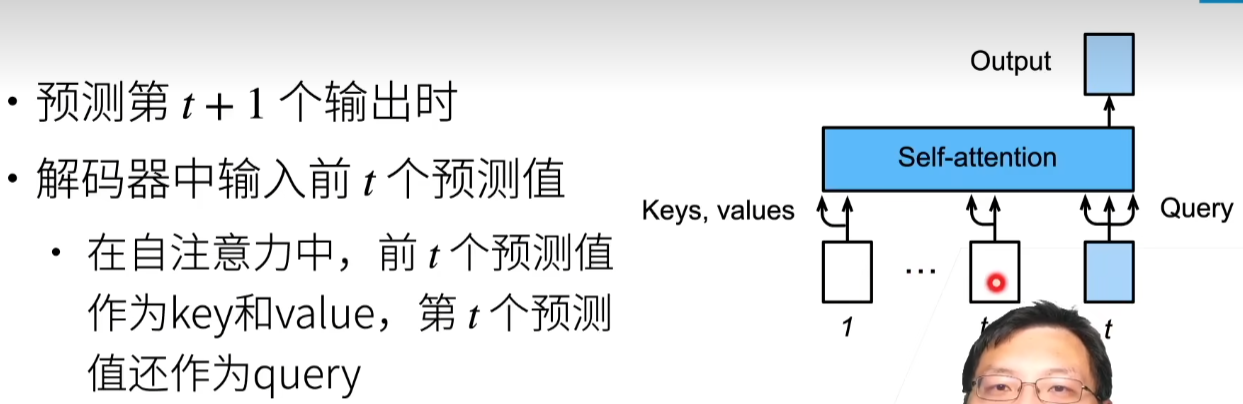 • 预测第 t + 1 个输出时
• 解码器中输入前 t 个预测值
• 在自注意力中，前 t 个预测值
作为key和value，第 t 个预测
值还作为query
Output
Self-attention
Keys, values
Query
...
1
t